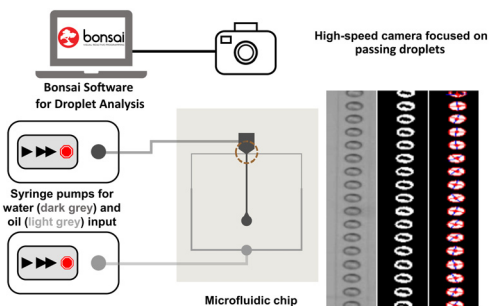 bonsai
Bonsai Software
for Droplet Analysis
High-speed camera focused on
passing droplets
Syringe pumps for
water (dark grey) and
oil (light grey) input
Microfluidic chip